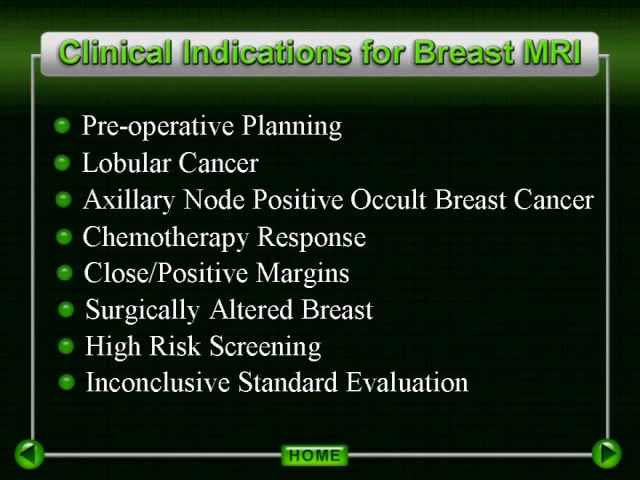 Clinical Indications for Breast MRI
Pre-operative Planning
Lobular Cancer
Axillary Node Positive Occult Breast Cancer
Chemotherapy Response
Close/Positive Margins
Surgically Altered Breast
High Risk Screening
Inconclusive Standard Evaluation
HOME